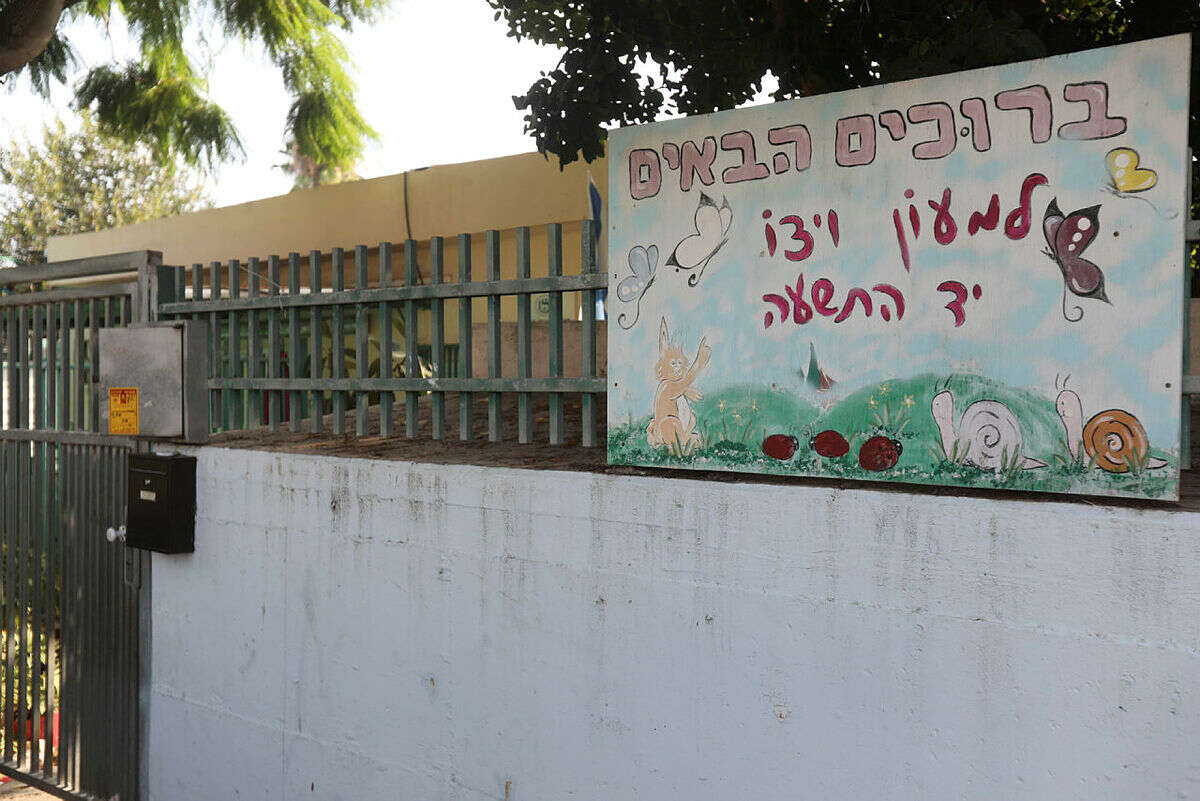 ברוכים הבאים
למעון ויצו
יד התשעה